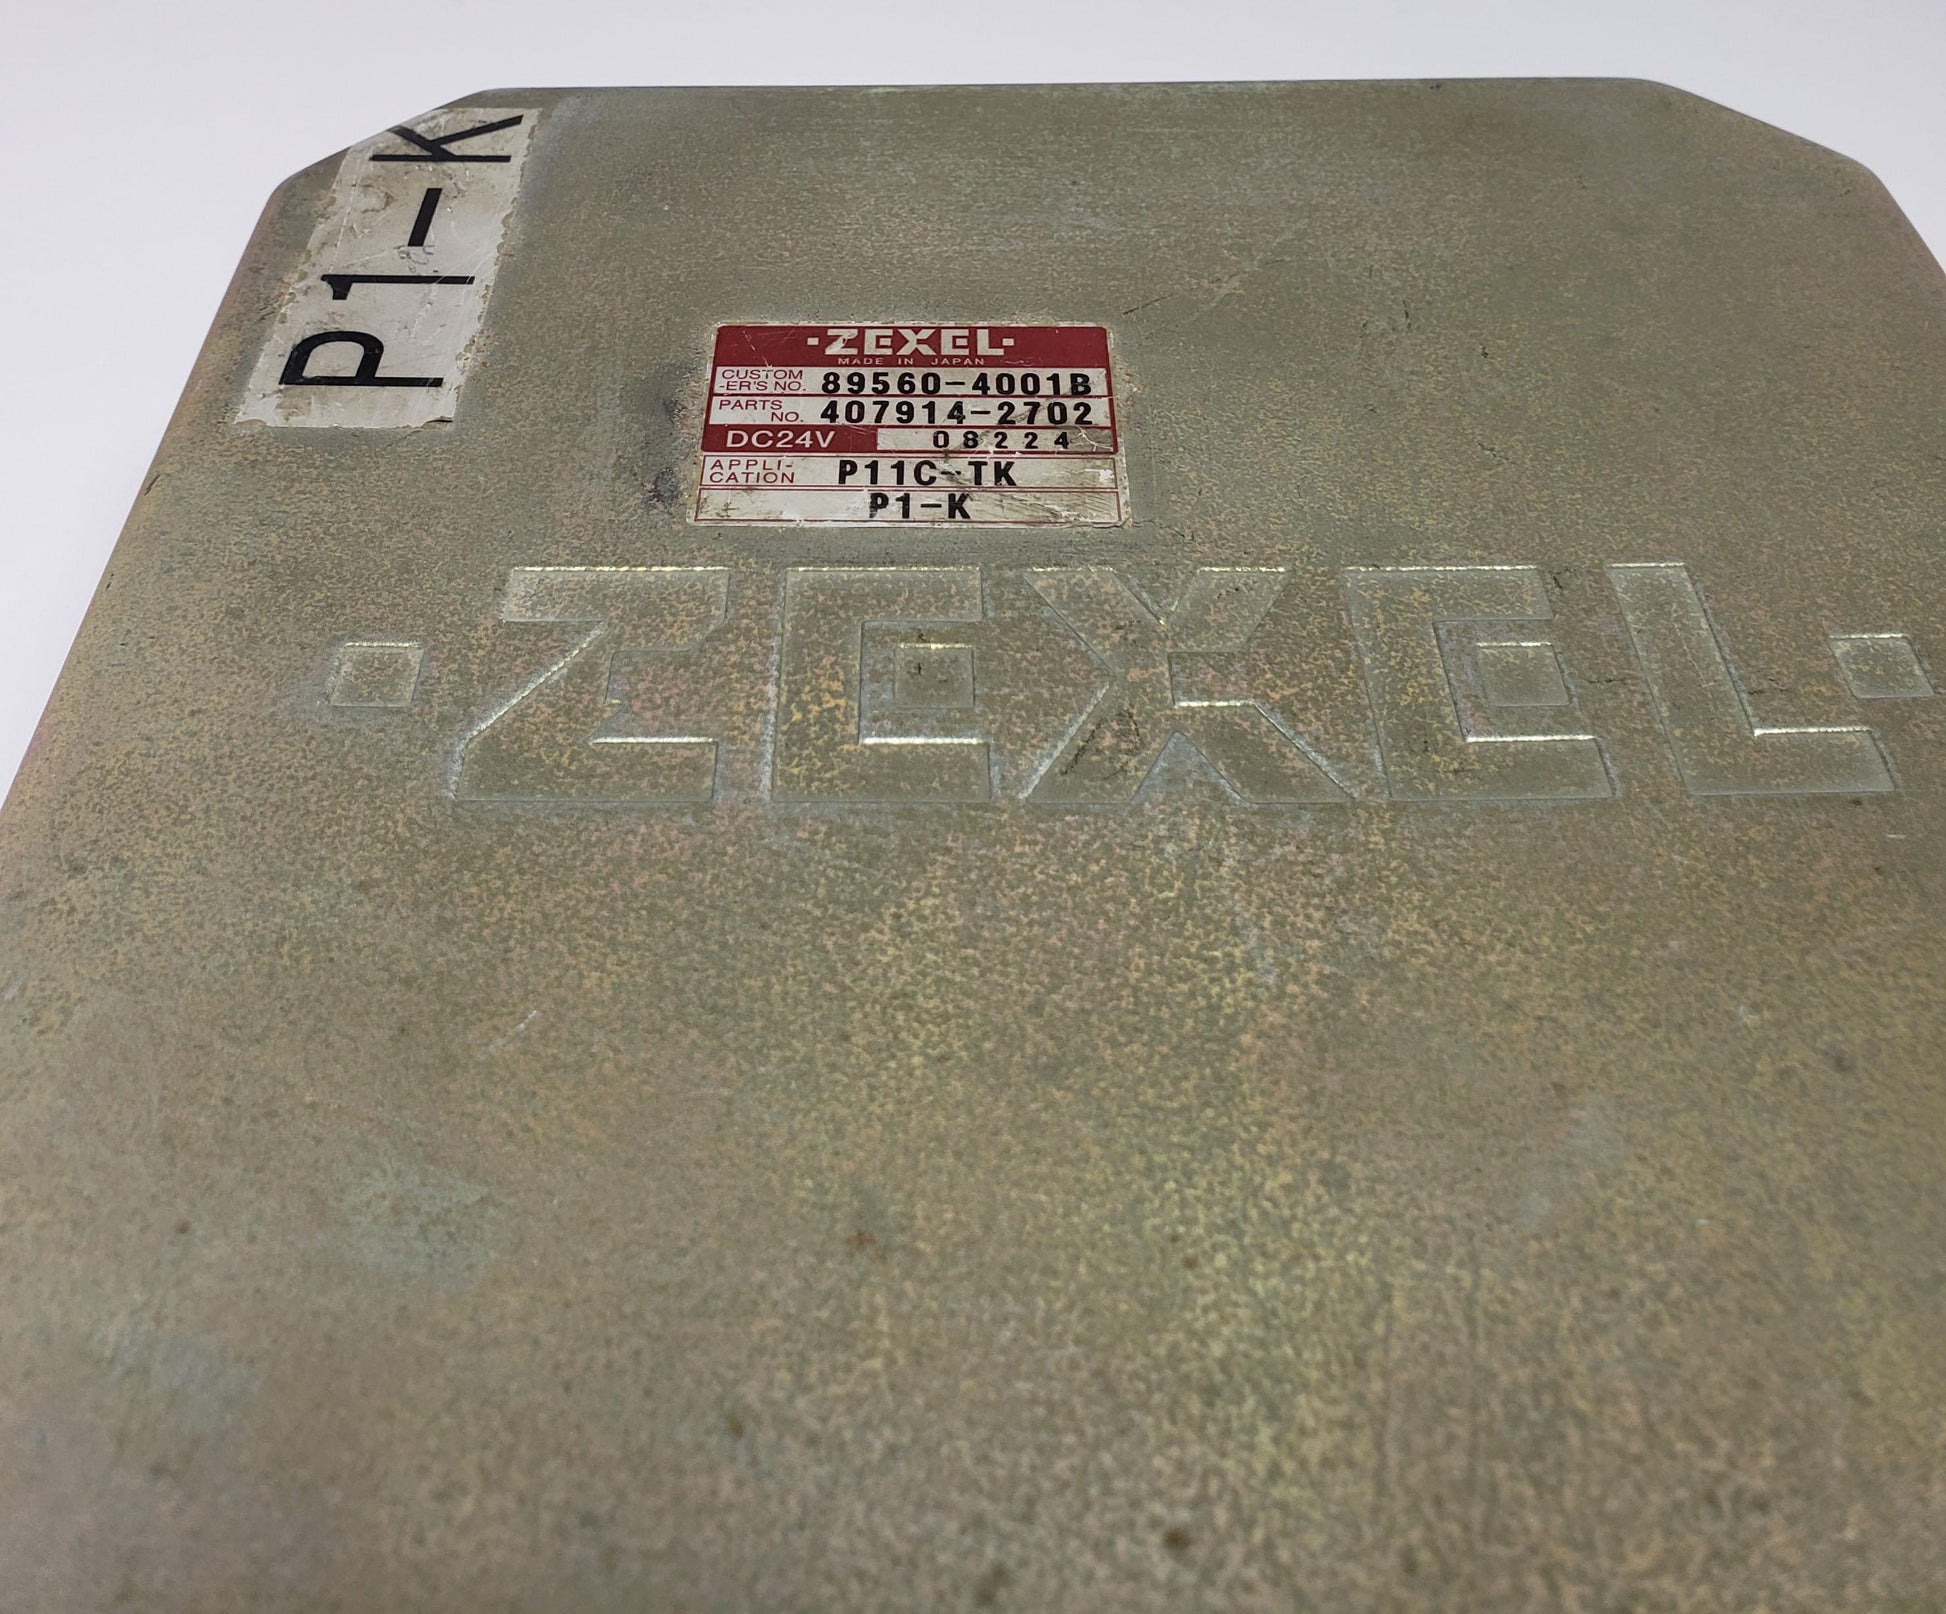 P1-K
·ZEXEL·
MADE IN JAPAN
CUSTOM
-ER'S NO. 89560-4001B
PARTS
NO. 407914-2702
DC24V 08224
APPLI-
CATION P11C-TK
P1-K
·ZEXEL·